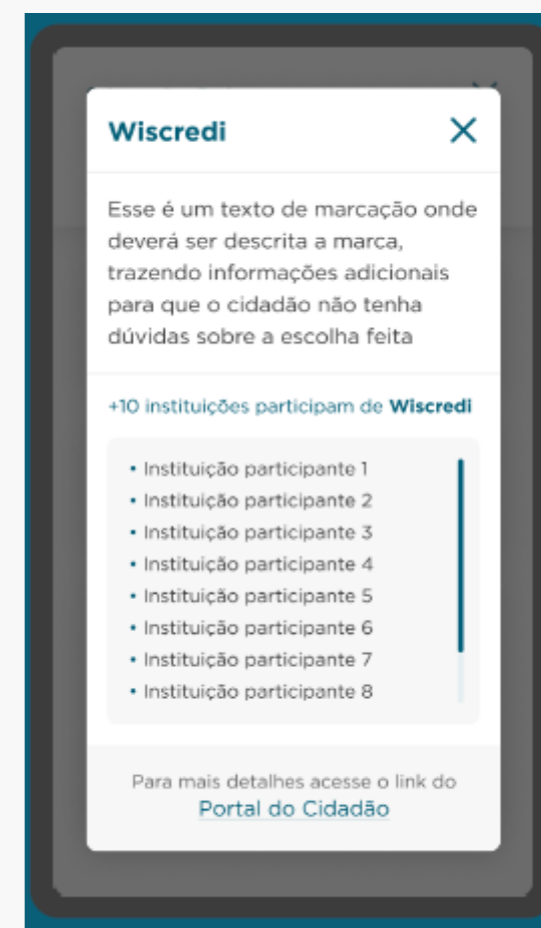 Wiscredi
Esse é um texto de marcação onde
deverá ser descrita a marca,
trazendo informações adicionais
para que o cidadão não tenha
dúvidas sobre a escolha feita
+10 instituições participam de Wiscredi
• Instituição participante 1
• Instituição participante 2
• Instituição participante 3
• Instituição participante 4
• Instituição participante 5
• Instituição participante 6
• Instituição participante 7
• Instituição participante 8
Para mais detalhes acesse o link do
Portal do Cidadão